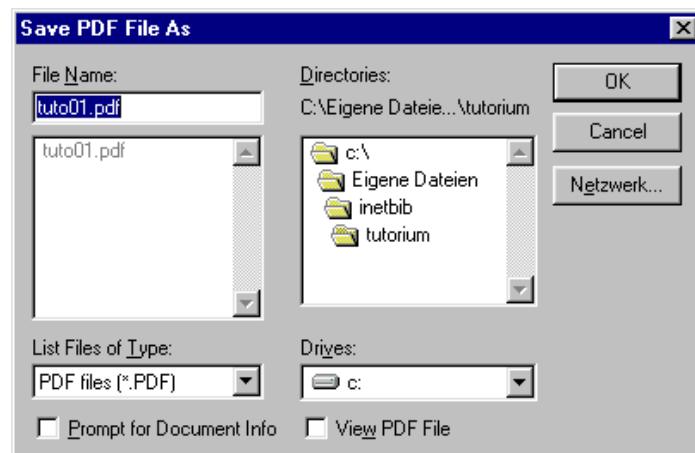 Save PDF File As
File Name:
tuto01.pdf
tuto01.pdf
List Files of Type:
PDF files (*.PDF)
Prompt for Document Info
Directories:
C:\Eigene Dateie...\tutorium
c:\
Eigene Dateien
inetbib
tutorium
Drives:
c:
View PDF File
OK
Cancel
Netzwerk...